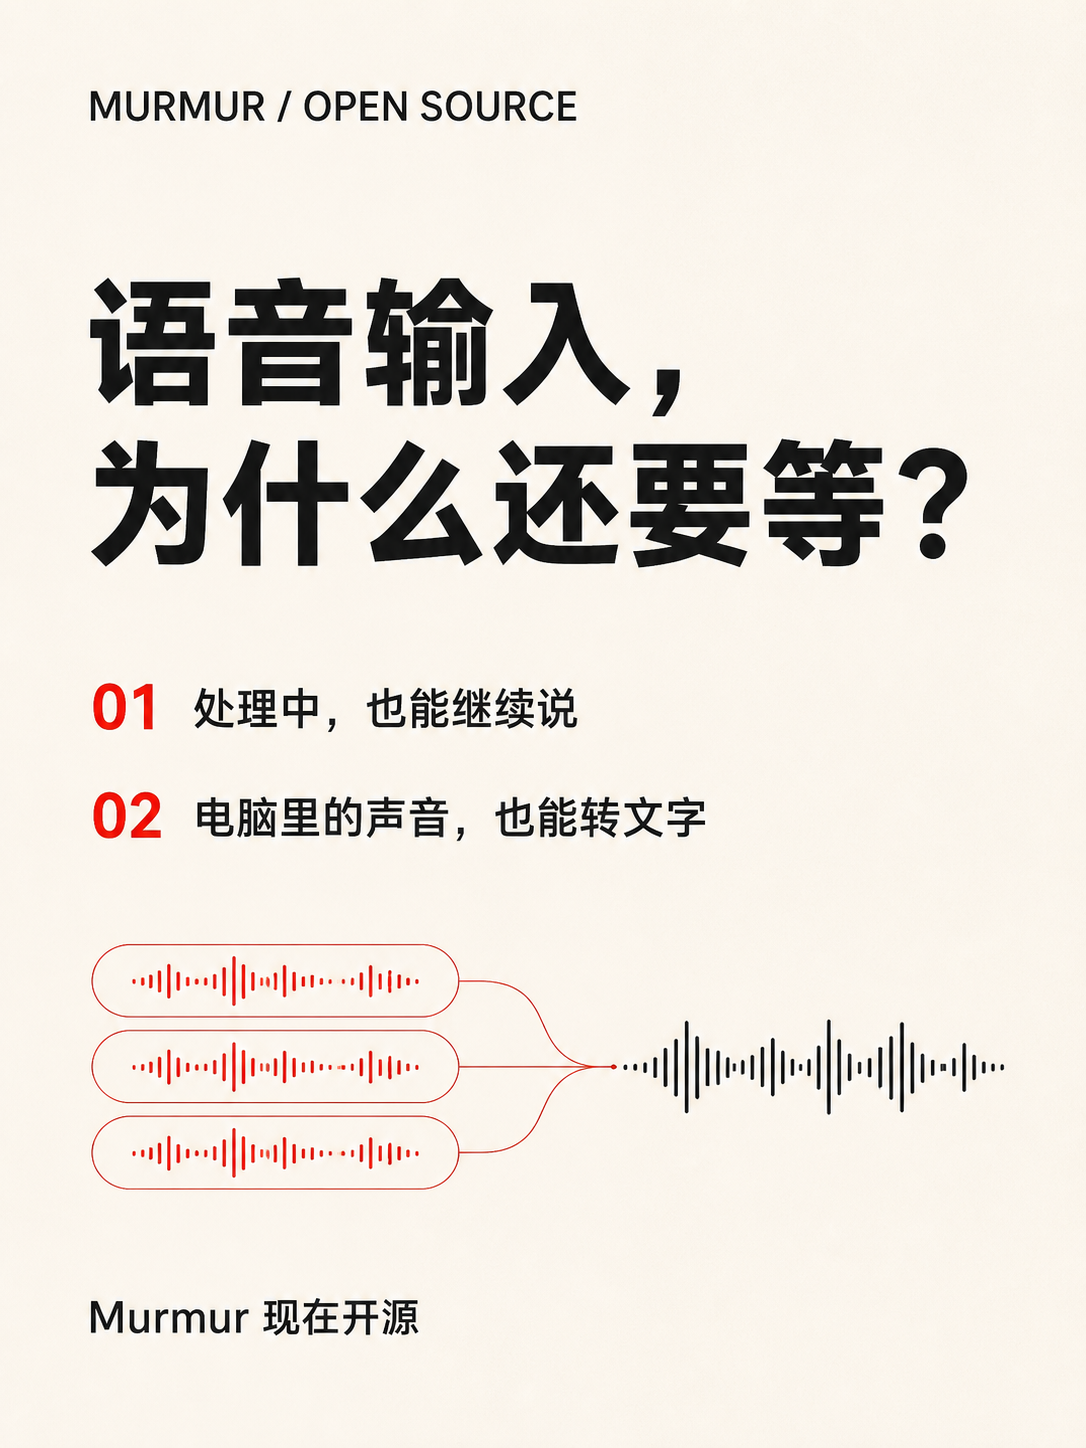 MURMUR / OPEN SOURCE
语音输入，
为什么还要等？
01 处理中，也能继续说
02 电脑里的声音，也能转文字
Murmur 现在开源